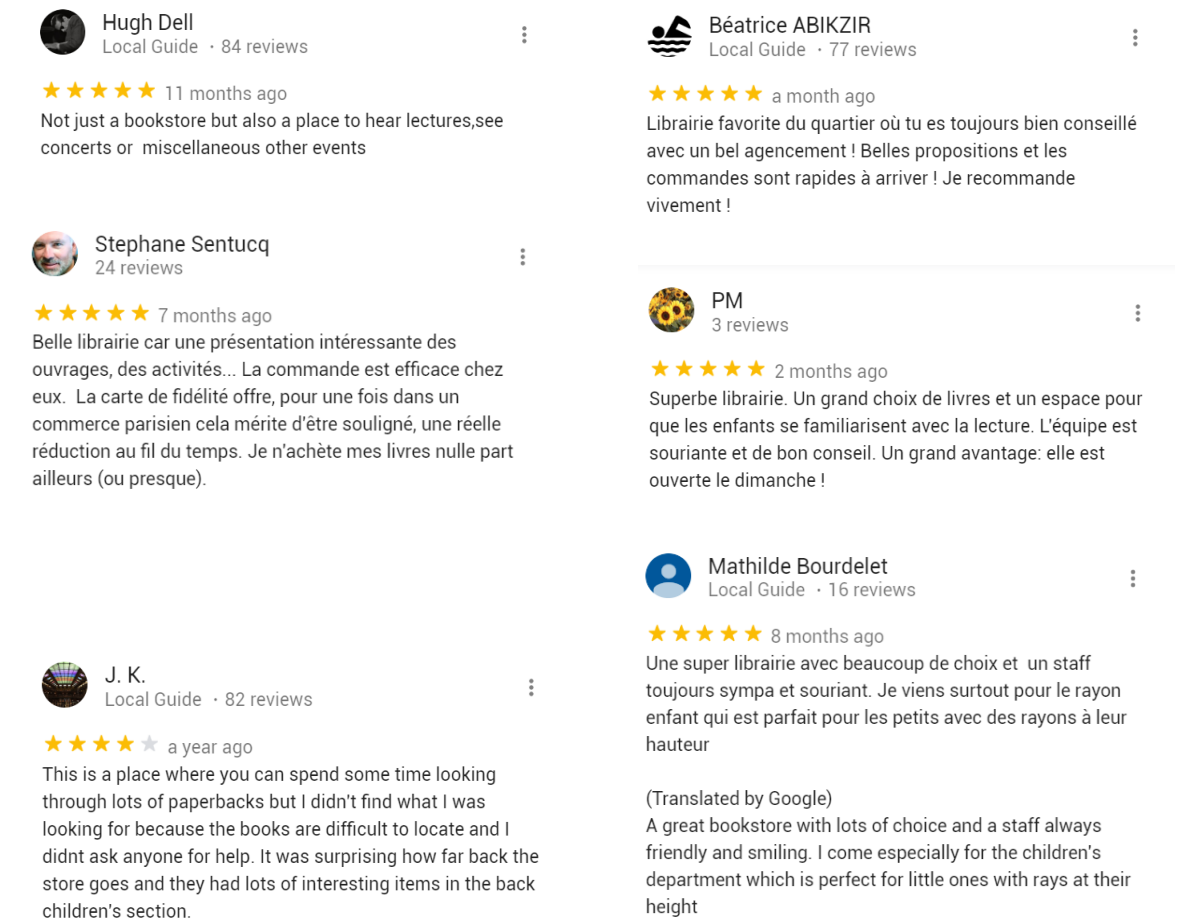 Hugh Dell
Local Guide · 84 reviews
11 months ago
Not just a bookstore but also a place to hear lectures,see
concerts or miscellaneous other events
Stephane Sentucq
24 reviews
7 months ago
Belle librairie car une présentation intéressante des
ouvrages, des activités... La commande est efficace chez
eux. La carte de fidélité offre, pour une fois dans un
commerce parisien cela mérite d'être souligné, une réelle
réduction au fil du temps. Je n'achète mes livres nulle part
ailleurs (ou presque).
J. K.
Local Guide · 82 reviews
a year ago
This is a place where you can spend some time looking
through lots of paperbacks but I didn't find what I was
looking for because the books are difficult to locate and I
didnt ask anyone for help. It was surprising how far back the
store goes and they had lots of interesting items in the back
children's section.
Béatrice ABIKZIR
Local Guide · 77 reviews
a month ago
Librairie favorite du quartier où tu es toujours bien conseillé
avec un bel agencement ! Belles propositions et les
commandes sont rapides à arriver ! Je recommande
vivement !
PM
3 reviews
2 months ago
Superbe librairie. Un grand choix de livres et un espace pour
que les enfants se familiarisent avec la lecture. L'équipe est
souriante et de bon conseil. Un grand avantage: elle est
ouverte le dimanche !
Mathilde Bourdelet
Local Guide · 16 reviews
8 months ago
Une super librairie avec beaucoup de choix et un staff
toujours sympa et souriant. Je viens surtout pour le rayon
enfant qui est parfait pour les petits avec des rayons à leur
hauteur
(Translated by Google)
A great bookstore with lots of choice and a staff always
friendly and smiling. I come especially for the children's
department which is perfect for little ones with rays at their
height